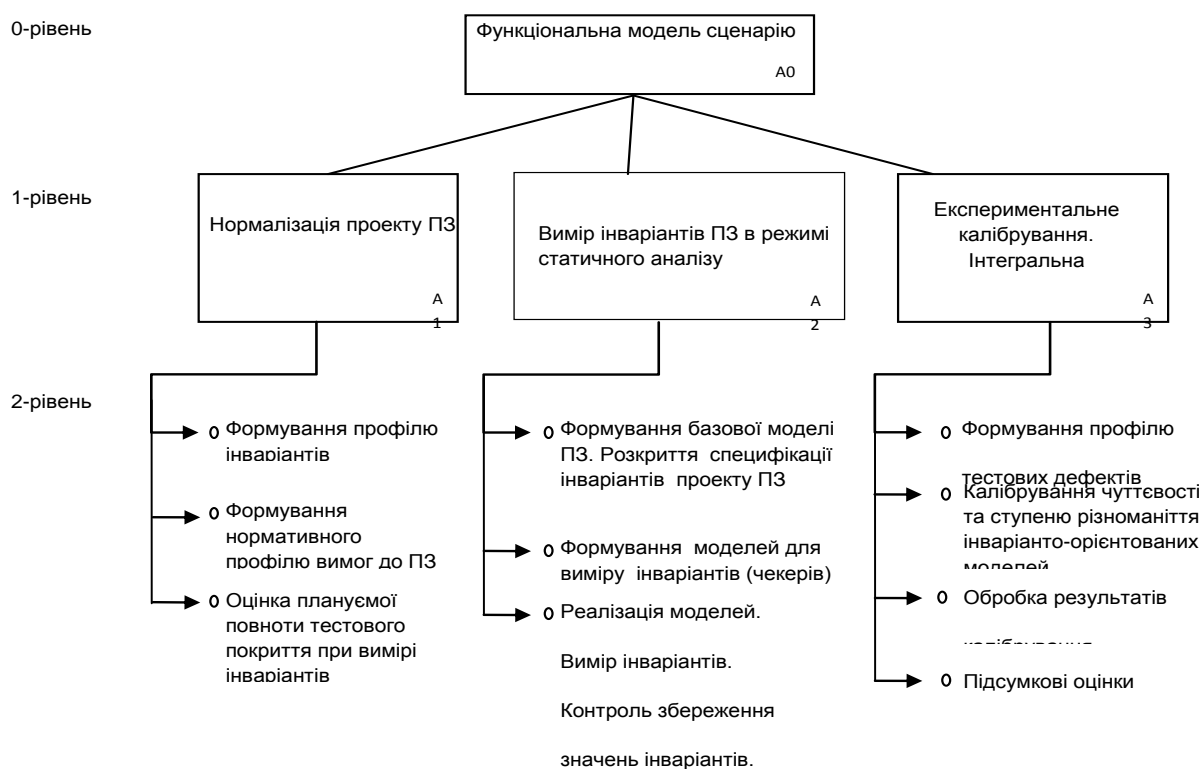 0-рівень
Функціональна модель сценарію
А0
1-рівень
Нормалізація проекту ПЗ
А
1
Вимір інваріантів ПЗ в режимі
статичного аналізу
А
2
Експериментальне
калібрування.
Інтегральна
А
3
2-рівень
о Формування профілю
інваріантів
о Формування
нормативного
профілю вимог до ПЗ
о Оцінка плануємої
повноти тестового
покриття при вимірі
інваріантів
о Формування базової моделі
ПЗ. Розкриття специфікації
інваріантів проекту ПЗ
о Формування моделей для
виміру інваріантів (чекерів)
о Реалізація моделей.
Вимір інваріантів.
Контроль збереження
значень інваріантів.
о Формування профілю
тестових дефектів
о Калібрування чуттєвості
та ступеню різноманіття
інваріанто-орієнтованих
моделей
о Обробка результатів
калібрування
о Підсумкові оцінки